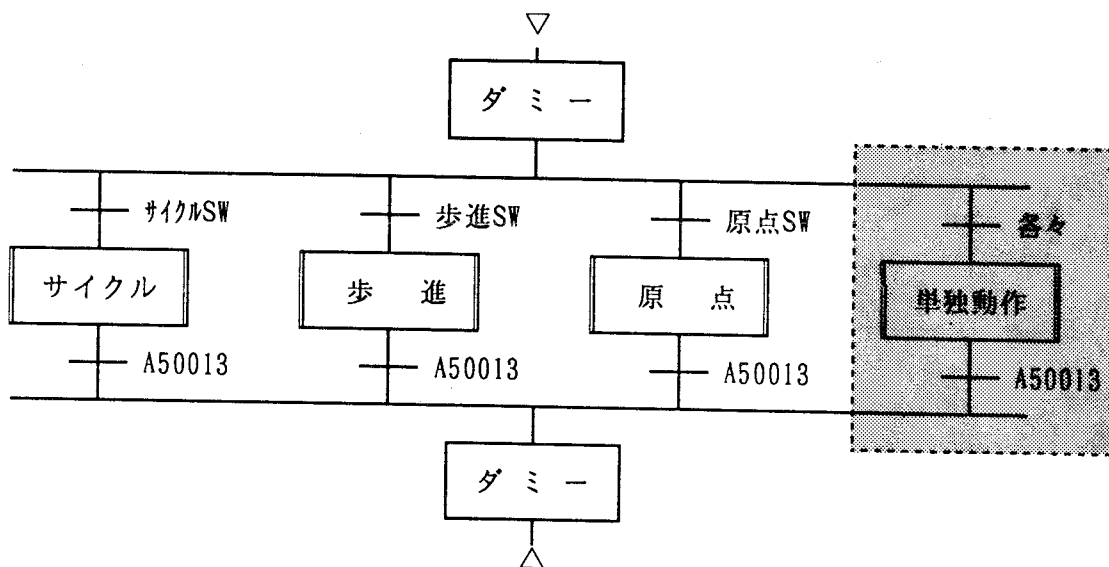 ダミー
サイクルSW
歩進SW
原点SW
各々
サイクル
歩進
原点
単独動作
A50013
A50013
A50013
A50013
ダミー